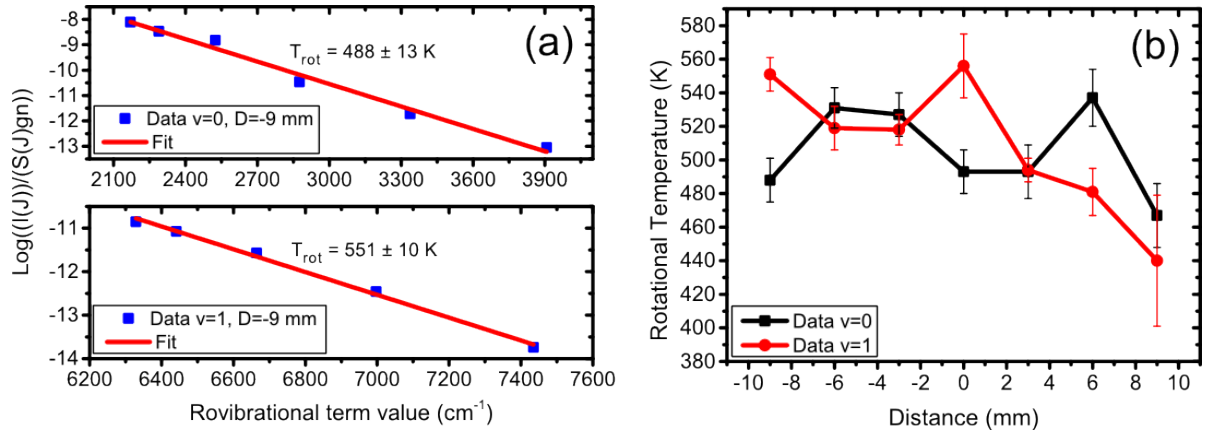 (a)
-8
-9
-10
-11
-12
-13
T_rot = 488 ± 13 K
Data v=0, D=-9 mm
Fit
2100 2400 2700 3000 3300 3600 3900
Log((I(J))/(S(J)gn))
-11
-12
-13
-14
T_rot = 551 ± 10 K
Data v=1, D=-9 mm
Fit
6200 6400 6600 6800 7000 7200 7400 7600
Rovibrational term value (cm⁻¹)
(b)
Rotational Temperature (K)
580
560
540
520
500
480
460
440
420
400
380
Data v=0
Data v=1
-10 -8 -6 -4 -2 0 2 4 6 8 10
Distance (mm)